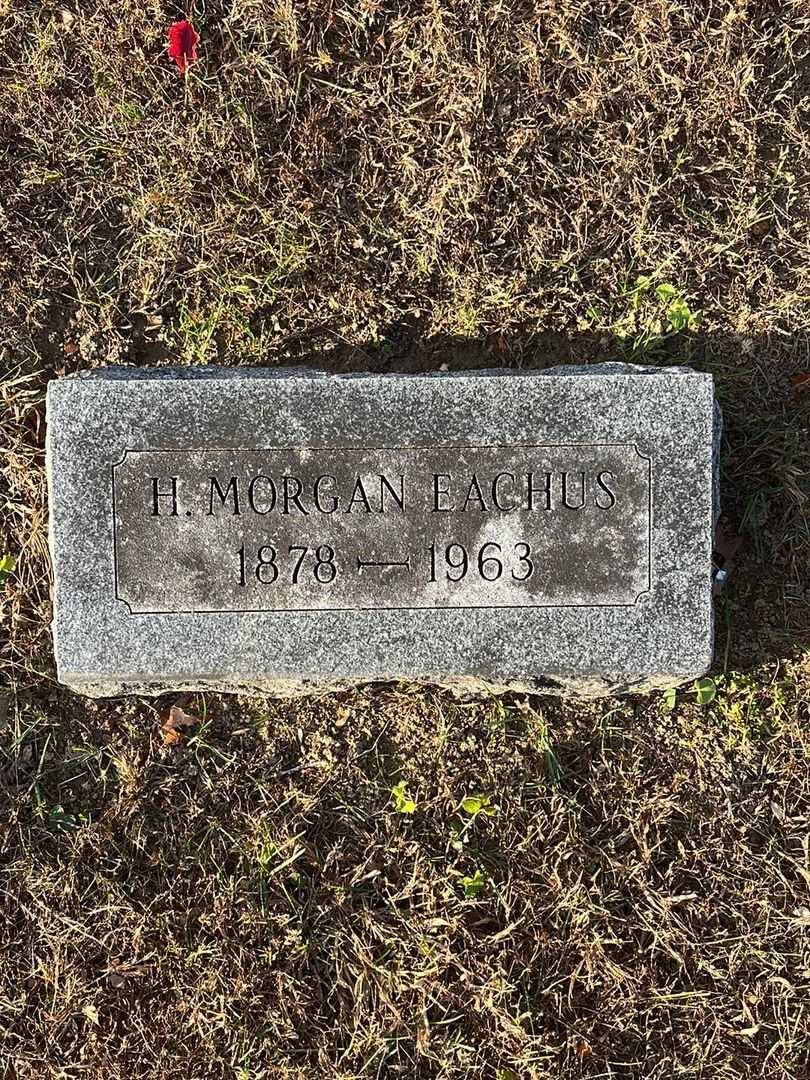 H. MORGAN EACHUS
1878 — 1963